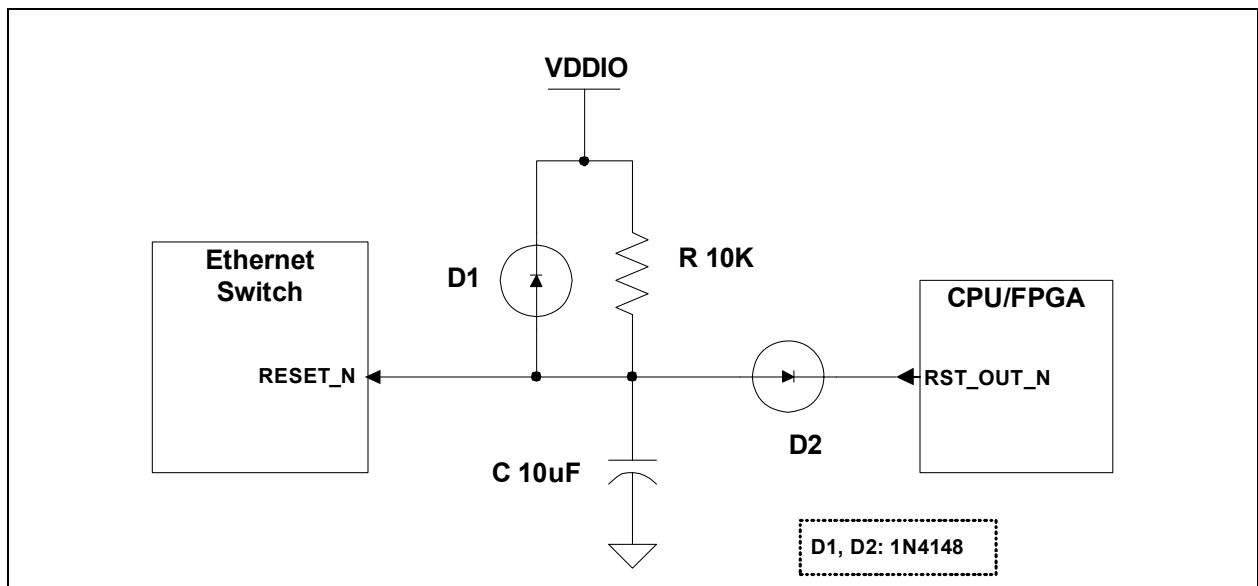 VDDIO
Ethernet
Switch
D1
R 10K
CPU/FPGA
RESET_N
RST_OUT_N
D2
C 10uF
D1, D2: 1N4148